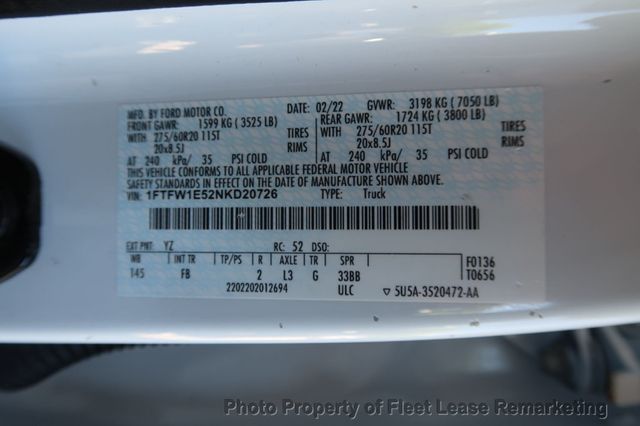 MFD. BY FORD MOTOR CO.
DATE: 02/22 GVWR: 3198 KG ( 7050 LB)
FRONT GAWR: 1599 KG ( 3525 LB)
REAR GAWR: 1724 KG ( 3800 LB)
WITH 275/60R20 115T TIRES
WITH 275/60R20 115T TIRES
20x8.5J RIMS
20x8.5J RIMS
AT 240 kPa/ 35 PSI COLD
AT 240 kPa/ 35 PSI COLD
THIS VEHICLE CONFORMS TO ALL APPLICABLE FEDERAL MOTOR VEHICLE
SAFETY STANDARDS IN EFFECT ON THE DATE OF MANUFACTURE SHOWN ABOVE.
VIN: 1FTFW1E52NKD20726 TYPE: Truck
EXT PNT: YZ RC: 52 DSO:
WB INT TR TP/PS R AXLE TR SPR
145 FB 2 L3 G 33BB
F0136
T0656
2202202012694 ULC ▽ 5U5A-3520472-AA
Photo Property of Fleet Lease Remarketing